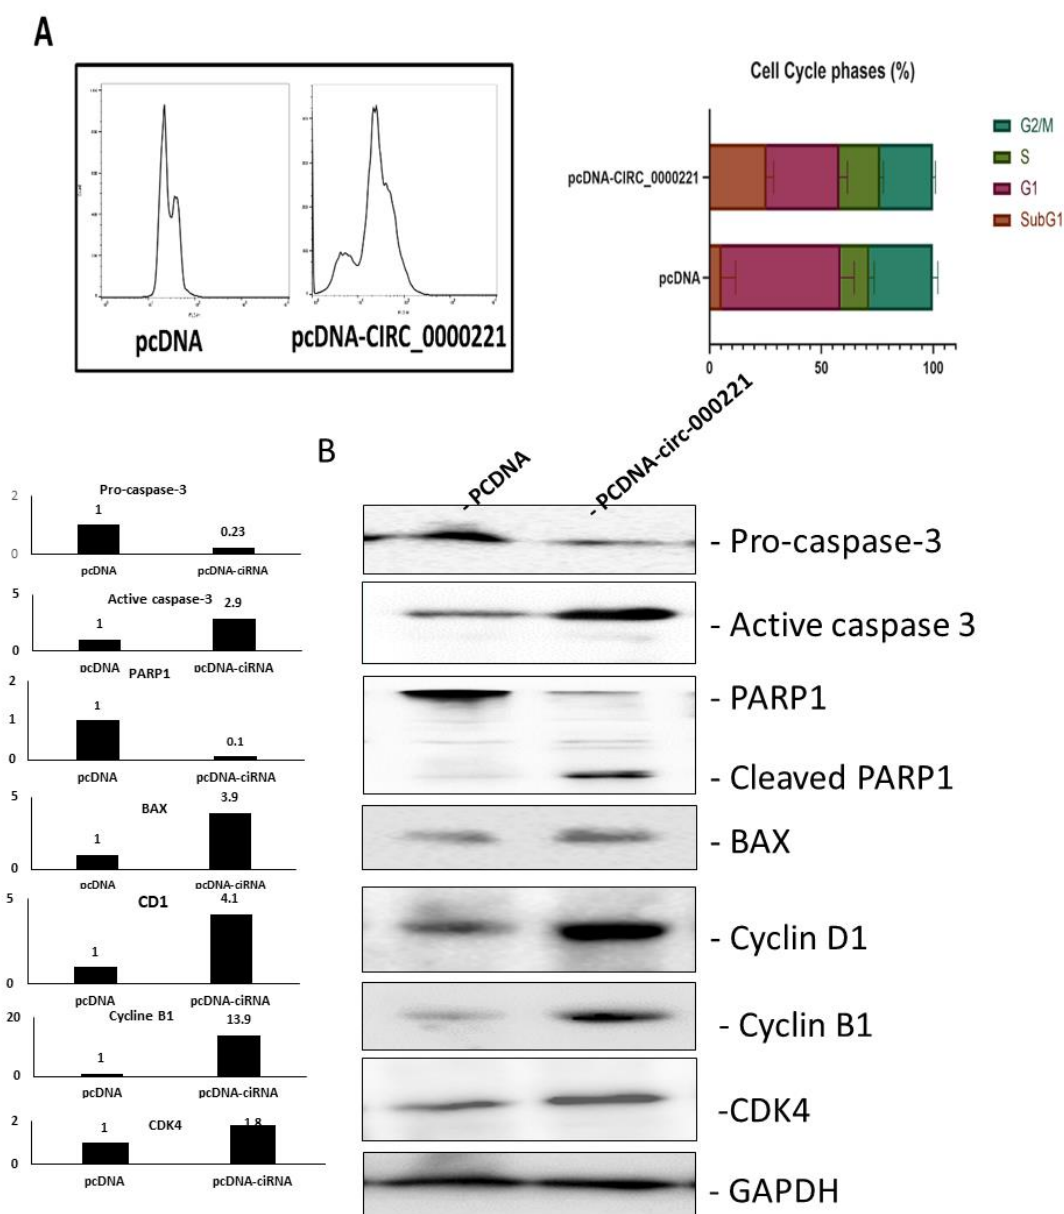 A
pcDNA
pcDNA-CIRC_0000221
Cell Cycle phases (%)
pcDNA-CIRC_0000221
pcDNA
0
50
100
G2/M
S
G1
SubG1
B
- PCDNA
- PCDNA-circ-000221
Pro-caspase-3
2
0
1
0.23
pcDNA
pcDNA-ciRNA
Active caspase-3
5
0
1
2.9
pcDNA
pcDNA-ciRNA
PARP1
2
1
0
1
0.1
pcDNA
pcDNA-ciRNA
BAX
5
0
1
3.9
pcDNA
pcDNA-ciRNA
CD1
5
0
1
4.1
pcDNA
pcDNA-ciRNA
Cycline B1
20
0
1
13.9
pcDNA
pcDNA-ciRNA
CDK4
2
0
1
1.8
pcDNA
pcDNA-ciRNA
- Pro-caspase-3
- Active caspase 3
- PARP1
- Cleaved PARP1
- BAX
- Cyclin D1
- Cyclin B1
-CDK4
- GAPDH